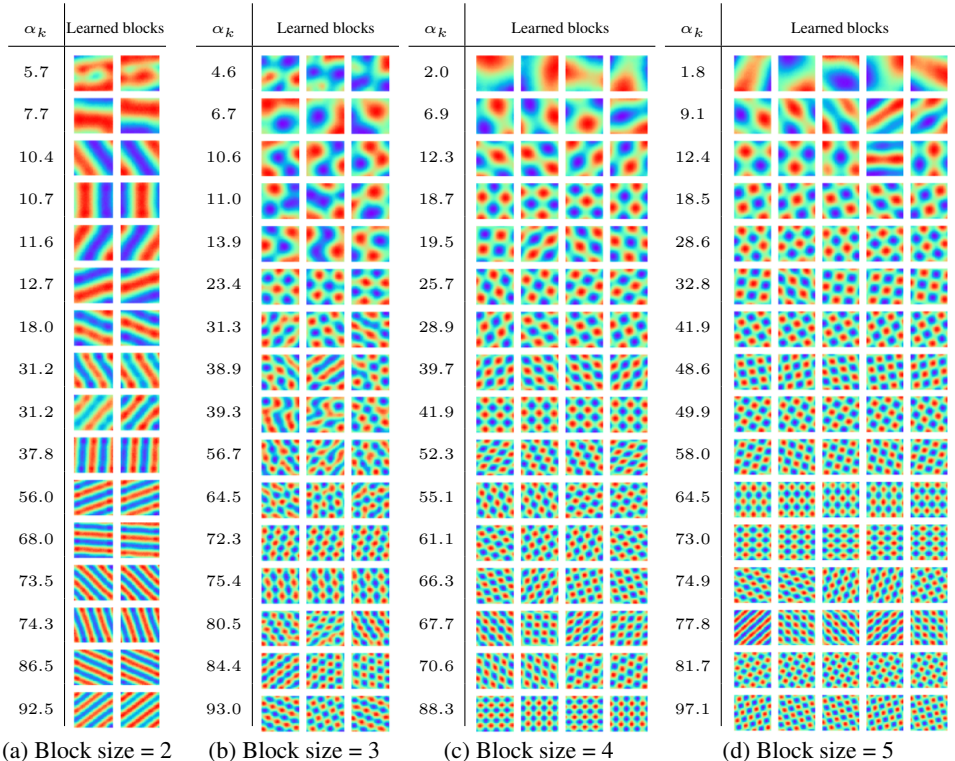 α_k Learned blocks α_k Learned blocks α_k Learned blocks α_k Learned blocks
5.7 4.6 2.0 1.8
7.7 6.7 6.9 9.1
10.4 10.6 12.3 12.4
10.7 11.0 18.7 18.5
11.6 13.9 19.5 28.6
12.7 23.4 25.7 32.8
18.0 31.3 28.9 41.9
31.2 38.9 39.7 48.6
31.2 39.3 41.9 49.9
37.8 56.7 52.3 58.0
56.0 64.5 55.1 64.5
68.0 72.3 61.1 73.0
73.5 75.4 66.3 74.9
74.3 80.5 67.7 77.8
86.5 84.4 70.6 81.7
92.5 93.0 88.3 97.1
(a) Block size = 2 (b) Block size = 3 (c) Block size = 4 (d) Block size = 5